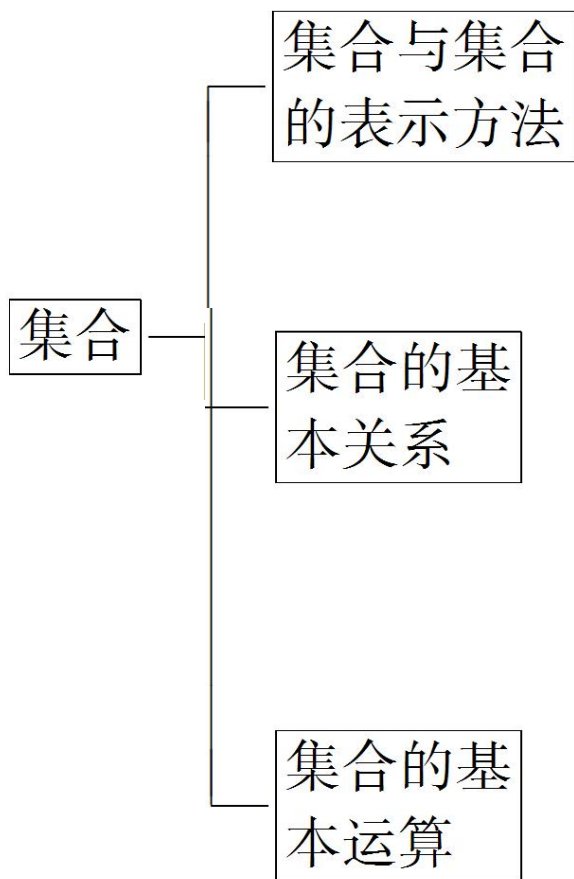 集合与集合
的表示方法
集合
集合的基
本关系
集合的基
本运算